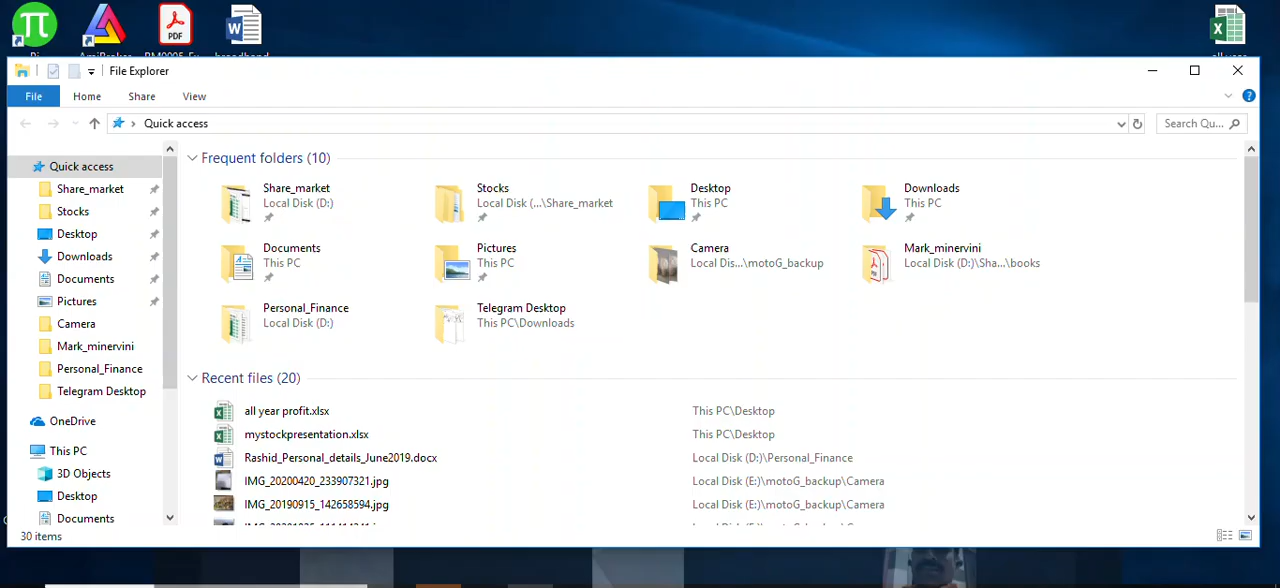 PDF
File Explorer
File Home Share View
Quick access
Search Qu...
Quick access
Share_market
Stocks
Desktop
Downloads
Documents
Pictures
Camera
Mark_minervini
Personal_Finance
Telegram Desktop
OneDrive
This PC
3D Objects
Desktop
Documents
Frequent folders (10)
Share_market
Local Disk (D:)
Stocks
Local Disk (...\Share_market
Desktop
This PC
Downloads
This PC
Documents
This PC
Pictures
This PC
Camera
Local Dis...\motoG_backup
Mark_minervini
Local Disk (D:)\Sha...\books
Personal_Finance
Local Disk (D:)
Telegram Desktop
This PC\Downloads
Recent files (20)
all year profit.xlsx This PC\Desktop
mystockpresentation.xlsx This PC\Desktop
Rashid_Personal_details_June2019.docx Local Disk (D:)\Personal_Finance
IMG_20200420_233907321.jpg Local Disk (E:)\motoG_backup\Camera
IMG_20190915_142658594.jpg Local Disk (E:)\motoG_backup\Camera
30 items